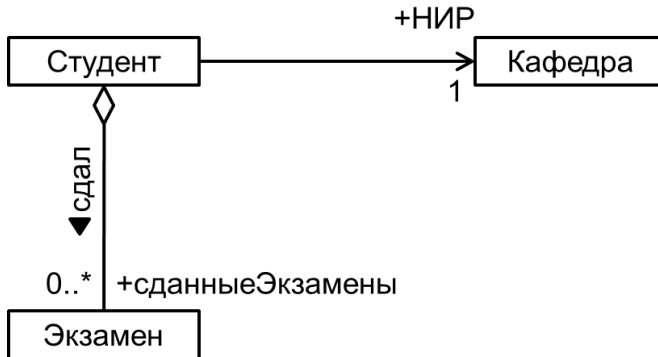 +НИР
Студент
Кафедра
1
сдал
0..*
+сданныеЭкзамены
Экзамен